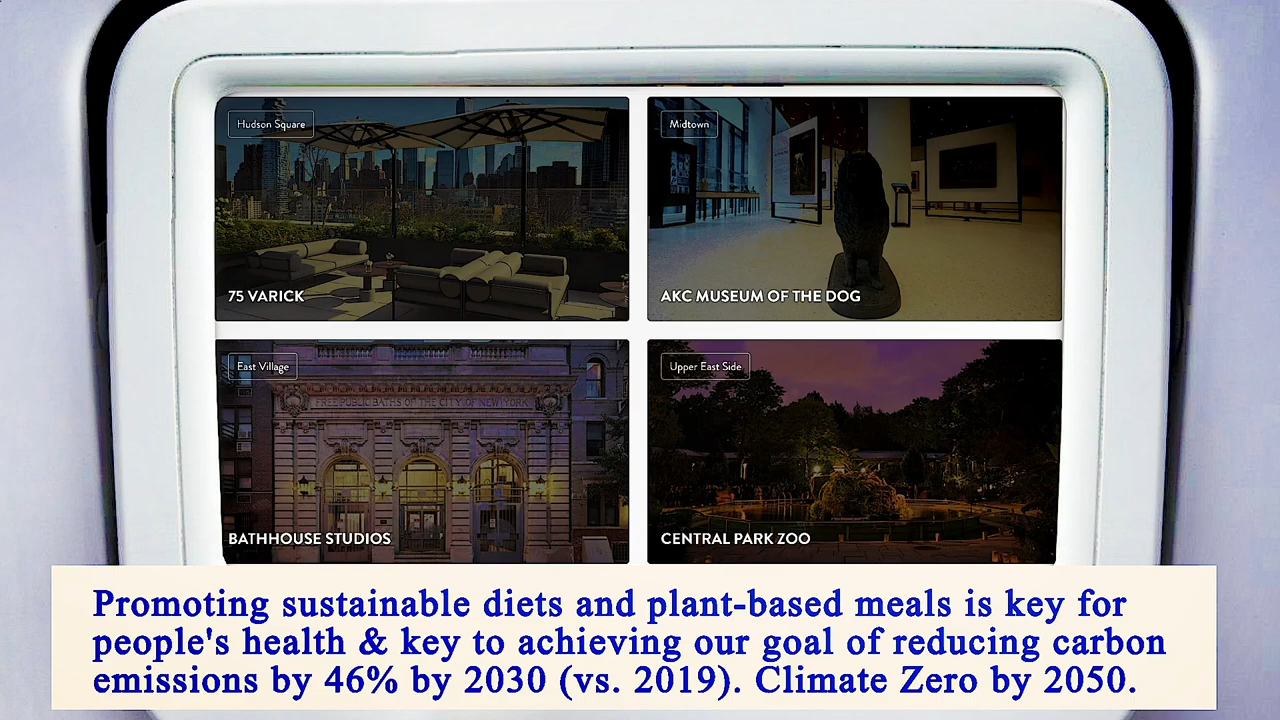 Hudson Square
75 VARICK
Midtown
AKC MUSEUM OF THE DOG
East Village
FREE PUBLIC BATHS OF THE CITY OF NEW YORK
BATHHOUSE STUDIOS
Upper East Side
CENTRAL PARK ZOO
Promoting sustainable diets and plant-based meals is key for
people's health & key to achieving our goal of reducing carbon
emissions by 46% by 2030 (vs. 2019). Climate Zero by 2050.